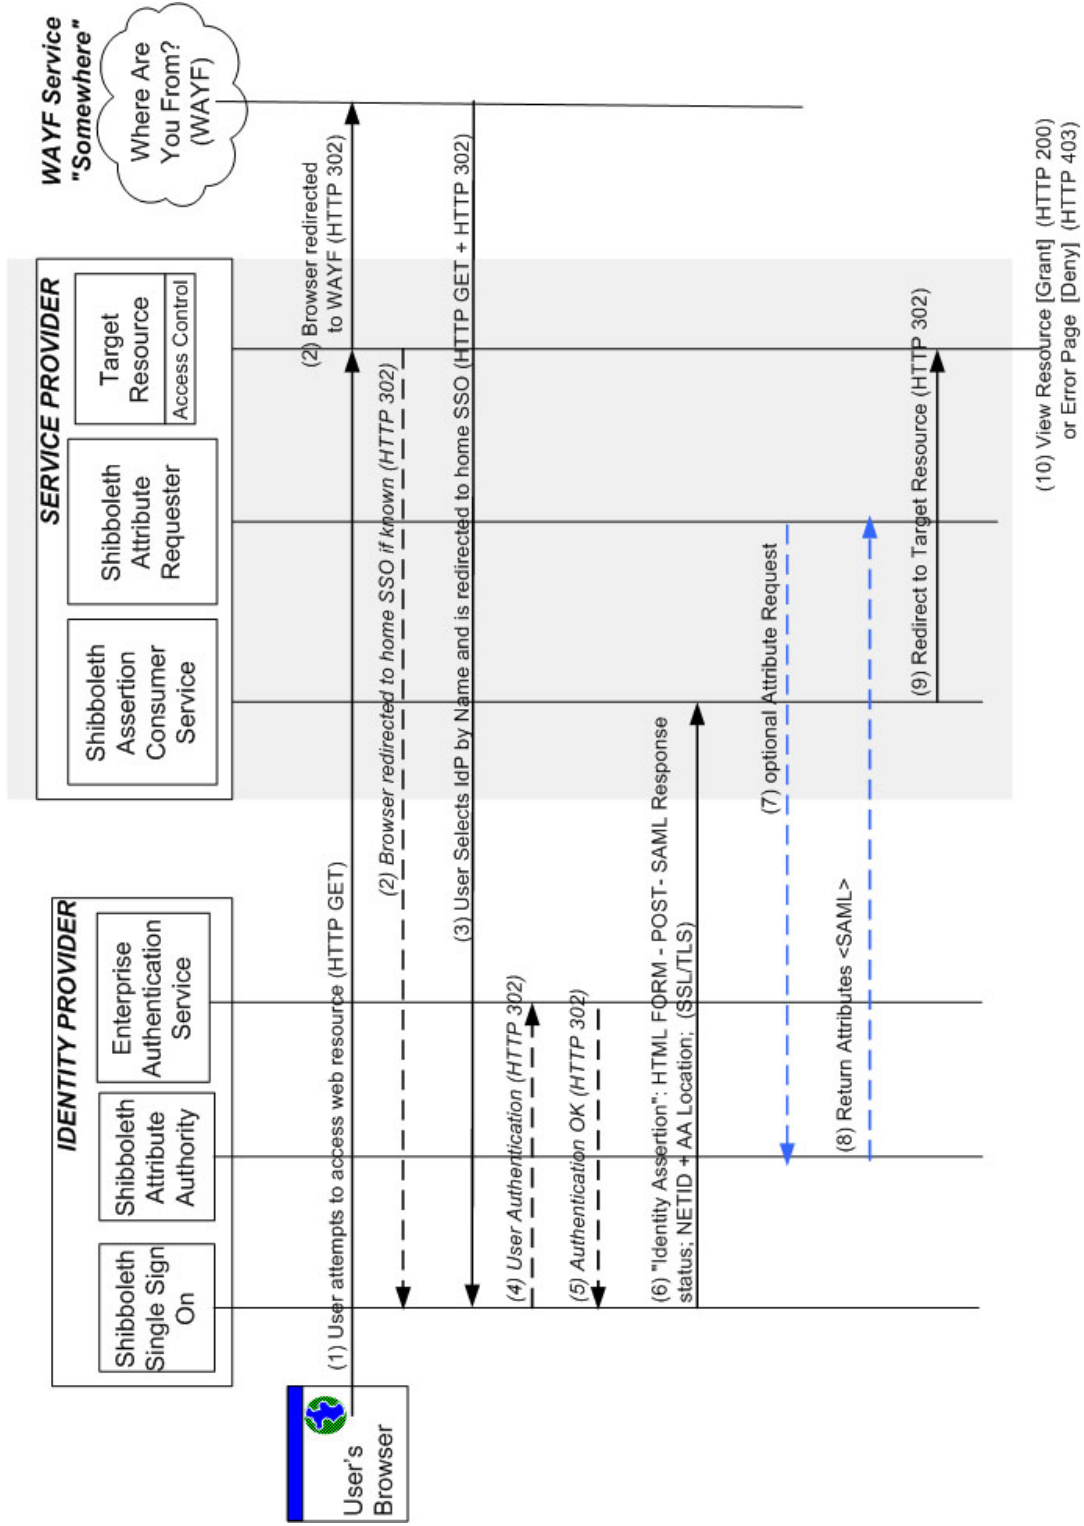 IDENTITY PROVIDER
Shibboleth
Single Sign
On
Shibboleth
Attribute
Authority
Enterprise
Authentication
Service
SERVICE PROVIDER
Shibboleth
Assertion
Consumer
Service
Shibboleth
Attribute
Requester
Target
Resource
Access Control
WAYF Service
"Somewhere"
Where Are
You From?
(WAYF)
User's
Browser
(1) User attempts to access web resource (HTTP GET)
(2) Browser redirected
to WAYF (HTTP 302)
(2) Browser redirected to home SSO if known (HTTP 302)
(3) User Selects IdP by Name and is redirected to home SSO (HTTP GET + HTTP 302)
(4) User Authentication (HTTP 302)
(5) Authentication OK (HTTP 302)
(6) "Identity Assertion": HTML FORM - POST- SAML Response
status; NETID + AA Location; (SSL/TLS)
(7) optional Attribute Request
(8) Return Attributes <SAML>
(9) Redirect to Target Resource (HTTP 302)
(10) View Resource [Grant] (HTTP 200)
or Error Page [Deny] (HTTP 403)